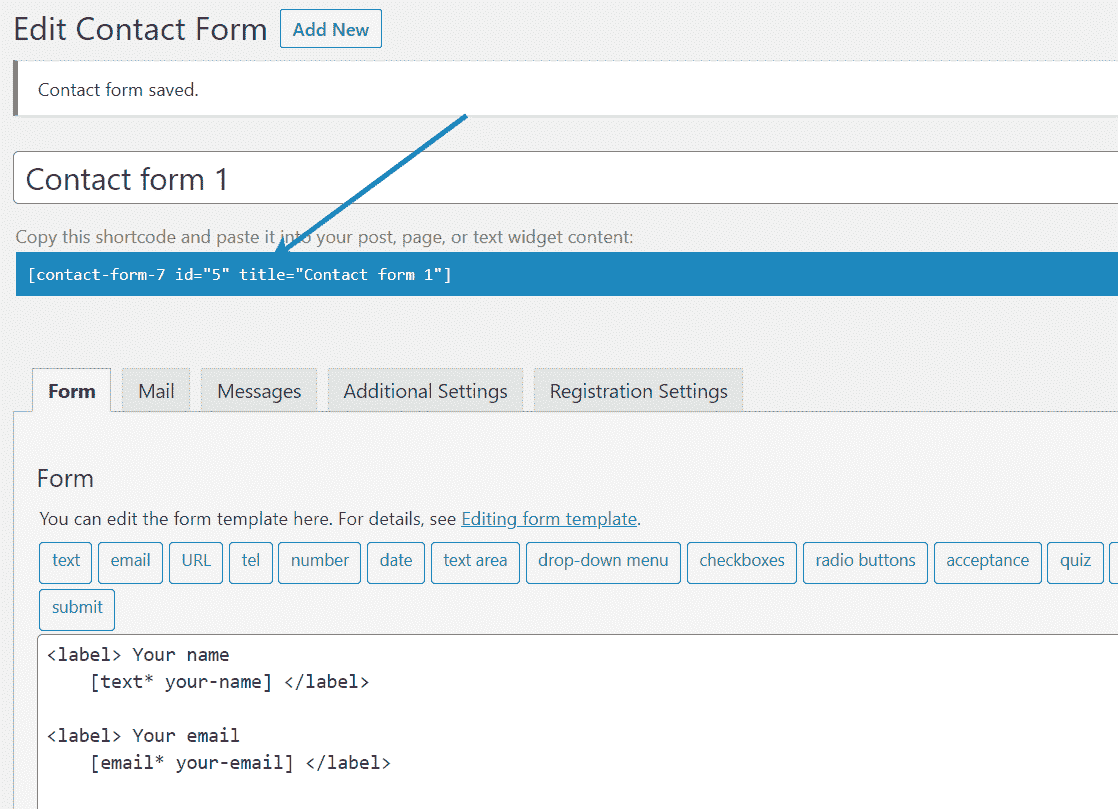 Edit Contact Form Add New
Contact form saved.
Contact form 1
Copy this shortcode and paste it into your post, page, or text widget content:
[contact-form-7 id="5" title="Contact form 1"]
Form Mail Messages Additional Settings Registration Settings
Form
You can edit the form template here. For details, see Editing form template.
text email URL tel number date text area drop-down menu checkboxes radio buttons acceptance quiz
submit
<label> Your name
    [text* your-name] </label>
<label> Your email
    [email* your-email] </label>